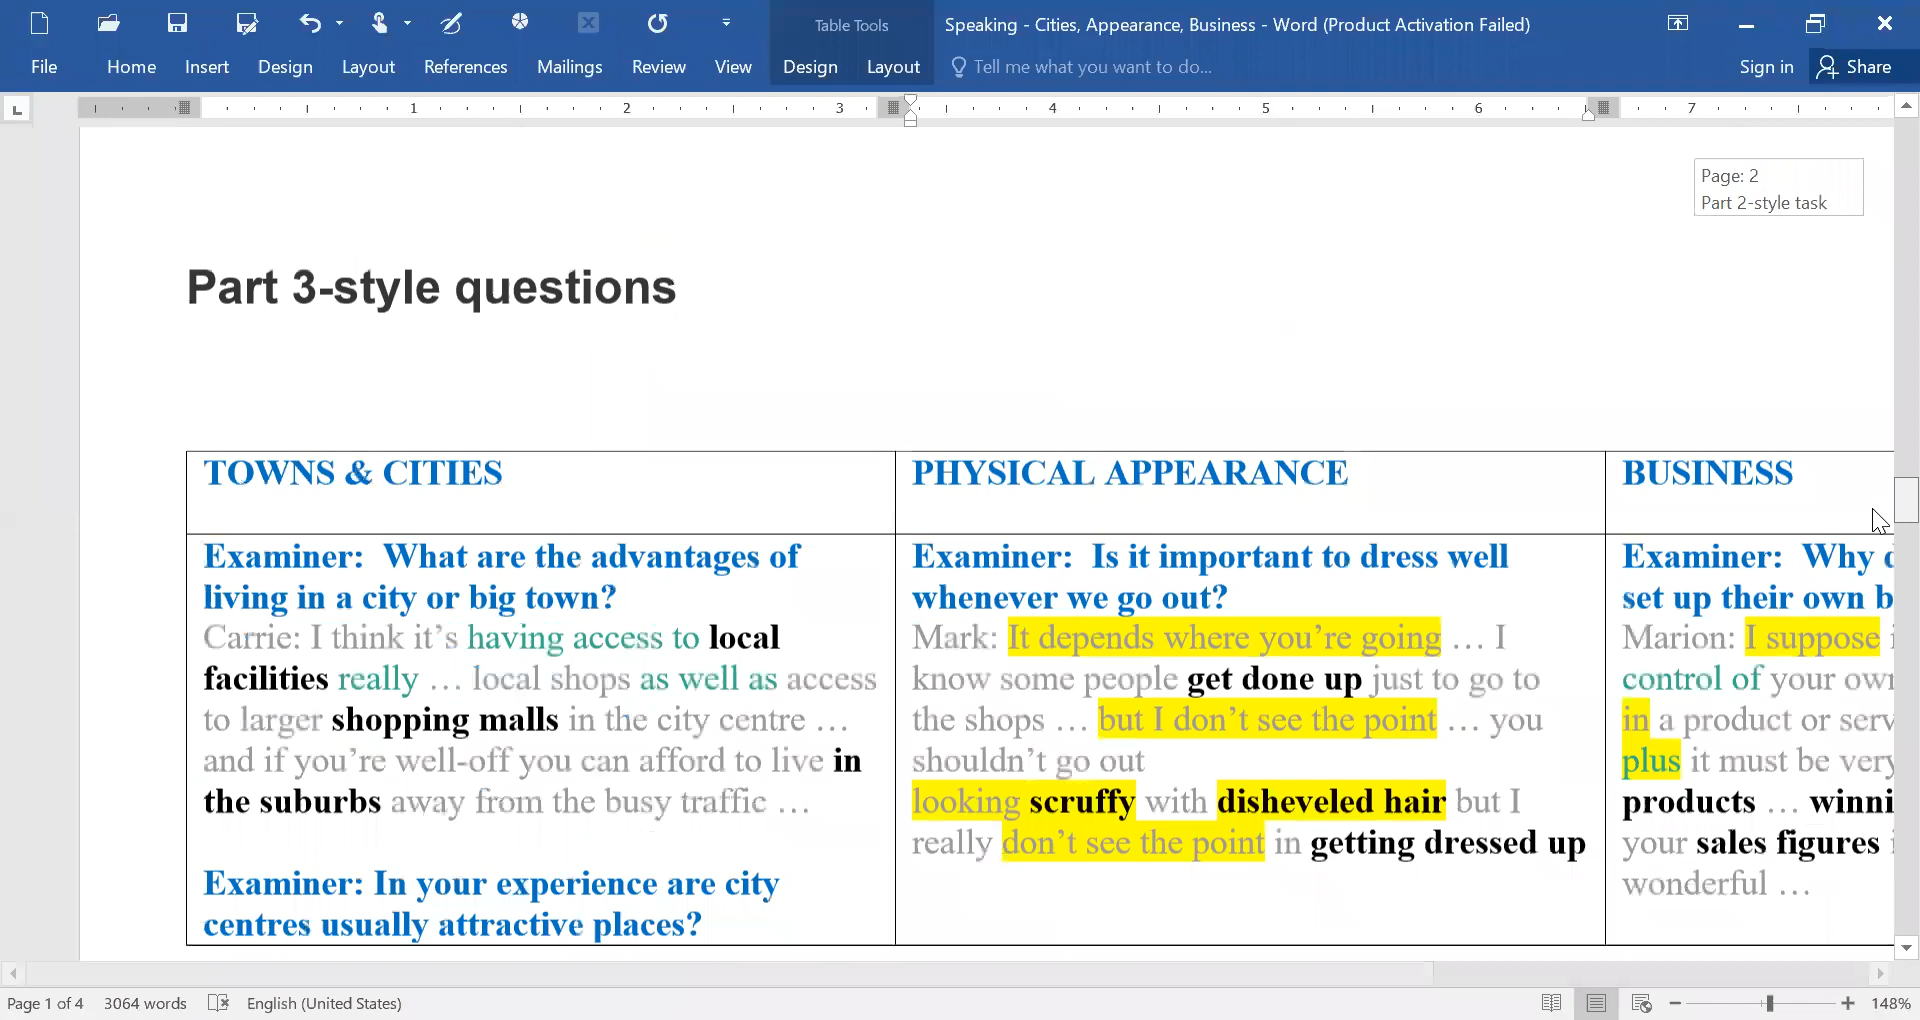 Table Tools
Speaking - Cities, Appearance, Business - Word (Product Activation Failed)
File Home Insert Design Layout References Mailings Review View Design Layout Tell me what you want to do... Sign in Share
1 2 3 4 5 6 7
Page: 2
Part 2-style task
Part 3-style questions
TOWNS & CITIES
Examiner: What are the advantages of
living in a city or big town?
Carrie: I think it’s having access to local
facilities really … local shops as well as access
to larger shopping malls in the city centre …
and if you’re well-off you can afford to live in
the suburbs away from the busy traffic …
Examiner: In your experience are city
centres usually attractive places?
PHYSICAL APPEARANCE
Examiner: Is it important to dress well
whenever we go out?
Mark: It depends where you’re going … I
know some people get done up just to go to
the shops … but I don’t see the point … you
shouldn’t go out
looking scruffy with disheveled hair but I
really don’t see the point in getting dressed up
BUSINESS
Examiner: Why
set up their own
Marion: I suppose
control of your
in a product or
plus it must be
products …
your sales figures
wonderful …
Page 1 of 4 3064 words English (United States) 148%